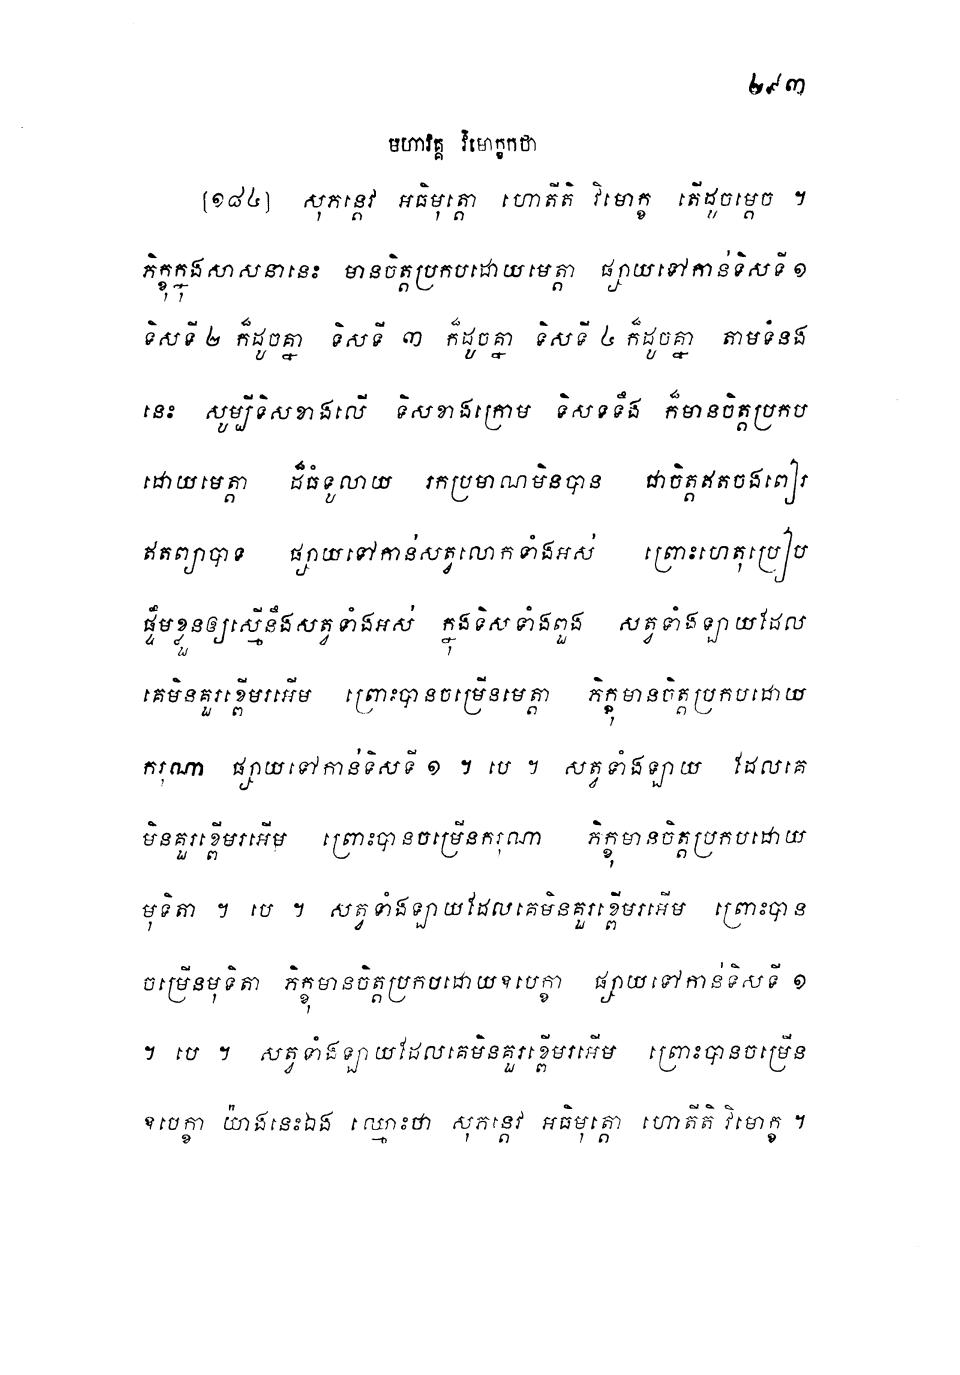 ២៩៣
មហាវគ្គ វិមោក្ខកថា
[១៨៤] សុភន្តេវ អធិមុត្តោ ហោតីតិ វិមោក្ខ តើដូចម្តេច ។
ភិក្ខុក្នុងសាសនានេះ មានចិត្តប្រកបដោយមេត្តា ផ្សាយទៅកាន់ទិសទី ១
ទិសទី ២ ក៏ដូចគ្នា ទិសទី ៣ ក៏ដូចគ្នា ទិសទី ៤ ក៏ដូចគ្នា តាមទំនង
នេះ សូម្បីទិសខាងលើ ទិសខាងក្រោម ទិសទទឹង ក៏មានចិត្តប្រកប
ដោយមេត្តា ដ៏ធំទូលាយ រកប្រមាណមិនបាន ជាចិត្តឥតចងពៀរ
ឥតព្យាបាទ ផ្សាយទៅកាន់សត្វលោកទាំងអស់ ព្រោះហេតុប្រៀប
ផ្ទឹមខ្លួនឲ្យស្មើនឹងសត្វទាំងអស់ ក្នុងទិសទាំងពួង សត្វទាំងឡាយដែល
គេមិនគួរខ្ពើមរអើម ព្រោះបានចម្រើនមេត្តា ភិក្ខុមានចិត្តប្រកបដោយ
ករុណា ផ្សាយទៅកាន់ទិសទី ១ ។ បេ ។ សត្វទាំងឡាយ ដែលគេ
មិនគួរខ្ពើមរអើម ព្រោះបានចម្រើនករុណា ភិក្ខុមានចិត្តប្រកបដោយ
មុទិតា ។ បេ ។ សត្វទាំងឡាយដែលគេមិនគួរខ្ពើមរអើម ព្រោះបាន
ចម្រើនមុទិតា ភិក្ខុមានចិត្តប្រកបដោយឧបេក្ខា ផ្សាយទៅកាន់ទិសទី ១
។ បេ ។ សត្វទាំងឡាយដែលគេមិនគួរខ្ពើមរអើម ព្រោះបានចម្រើន
ឧបេក្ខា យ៉ាងនេះឯង ឈ្មោះថា សុភន្តេវ អធិមុត្តោ ហោតីតិ វិមោក្ខ ។